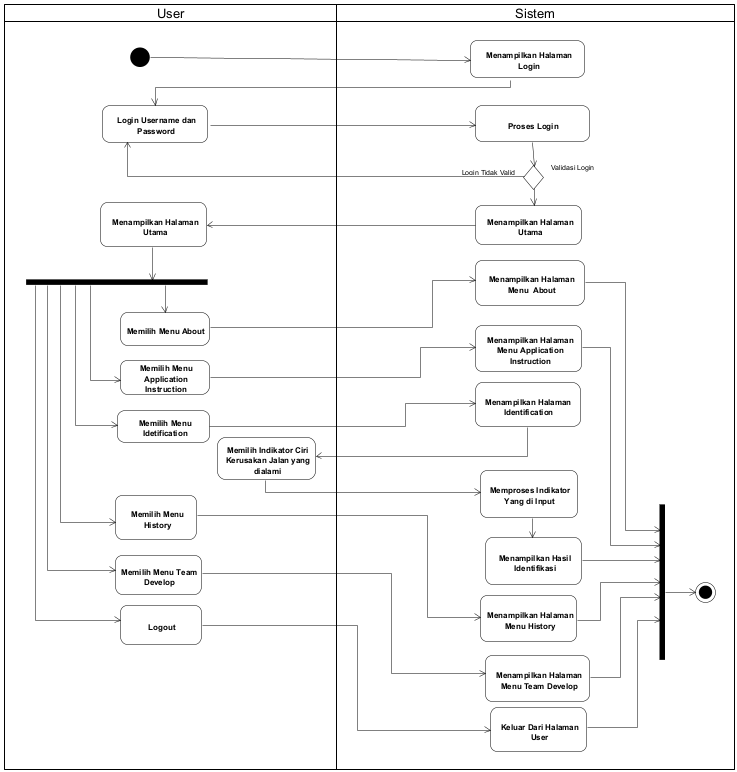 User
Sistem
Menampilkan Halaman
Login
Login Username dan
Password
Proses Login
Validasi Login
Login Tidak Valid
Menampilkan Halaman
Utama
Menampilkan Halaman
Utama
Menampilkan Halaman
Menu About
Memilih Menu About
Menampilkan Halaman
Menu Application
Instruction
Memilih Menu
Application
Instruction
Menampilkan Halaman
Identification
Memilih Menu
Idetification
Memilih Indikator Ciri
Kerusakan Jalan yang
dialami
Memproses Indikator
Yang di Input
Memilih Menu
History
Menampilkan Hasil
Identifikasi
Memilih Menu Team
Develop
Menampilkan Halaman
Menu History
Logout
Menampilkan Halaman
Menu Team Develop
Keluar Dari Halaman
User